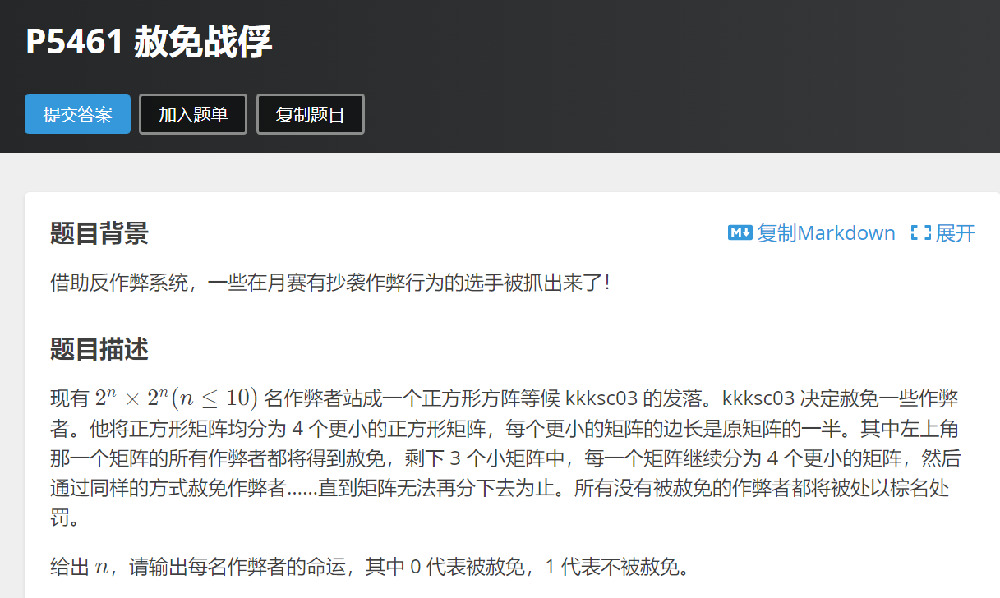 P5461 赦免战俘
提交答案 加入题单 复制题目
题目背景 复制Markdown 展开
借助反作弊系统，一些在月赛有抄袭作弊行为的选手被抓出来了！
题目描述
现有 2^n × 2^n (n ≤ 10) 名作弊者站成一个正方形方阵等候 kkksc03 的发落。kkksc03 决定赦免一些作弊
者。他将正方形矩阵均分为 4 个更小的正方形矩阵，每个更小的矩阵的边长是原矩阵的一半。其中左上角
那一个矩阵的所有作弊者都将得到赦免，剩下 3 个小矩阵中，每一个矩阵继续分为 4 个更小的矩阵，然后
通过同样的方式赦免作弊者……直到矩阵无法再分下去为止。所有没有被赦免的作弊者都将被处以棕名处
罚。
给出 n，请输出每名作弊者的命运，其中 0 代表被赦免，1 代表不被赦免。